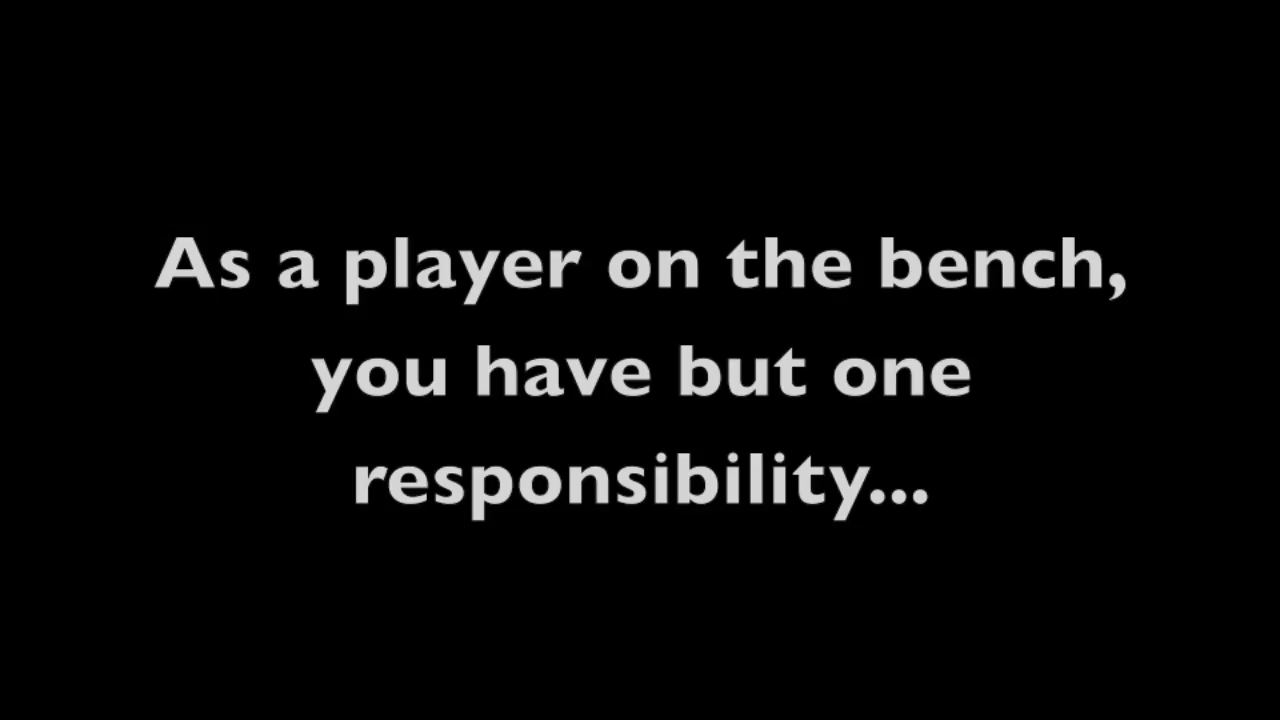 As a player on the bench,
you have but one
responsibility...